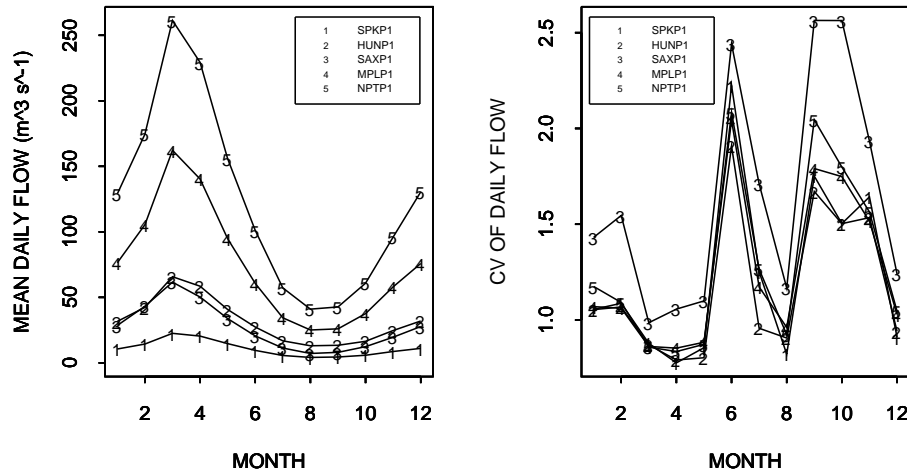 MEAN DAILY FLOW (m^3 s^-1)
0 50 100 150 200 250
1 SPKP1
2 HUNP1
3 SAXP1
4 MPLP1
5 NPTP1
2 4 6 8 10 12
MONTH
CV OF DAILY FLOW
1.0 1.5 2.0 2.5
1 SPKP1
2 HUNP1
3 SAXP1
4 MPLP1
5 NPTP1
2 4 6 8 10 12
MONTH